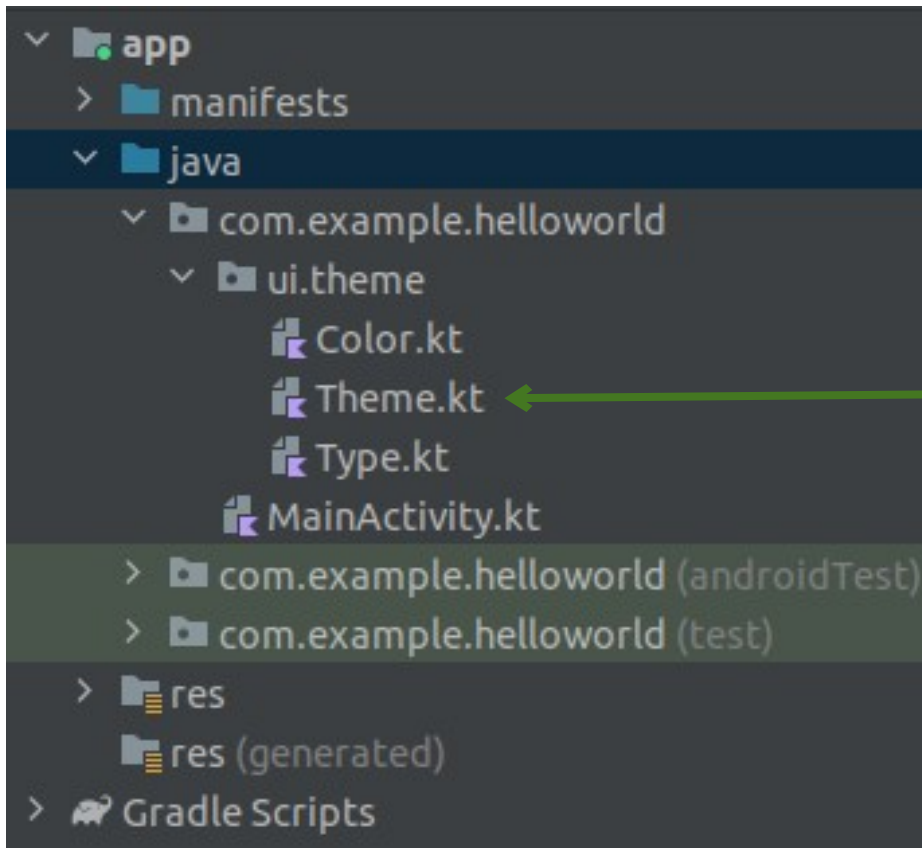 app
manifests
java
com.example.helloworld
ui.theme
Color.kt
Theme.kt
Type.kt
MainActivity.kt
com.example.helloworld (androidTest)
com.example.helloworld (test)
res
res (generated)
Gradle Scripts